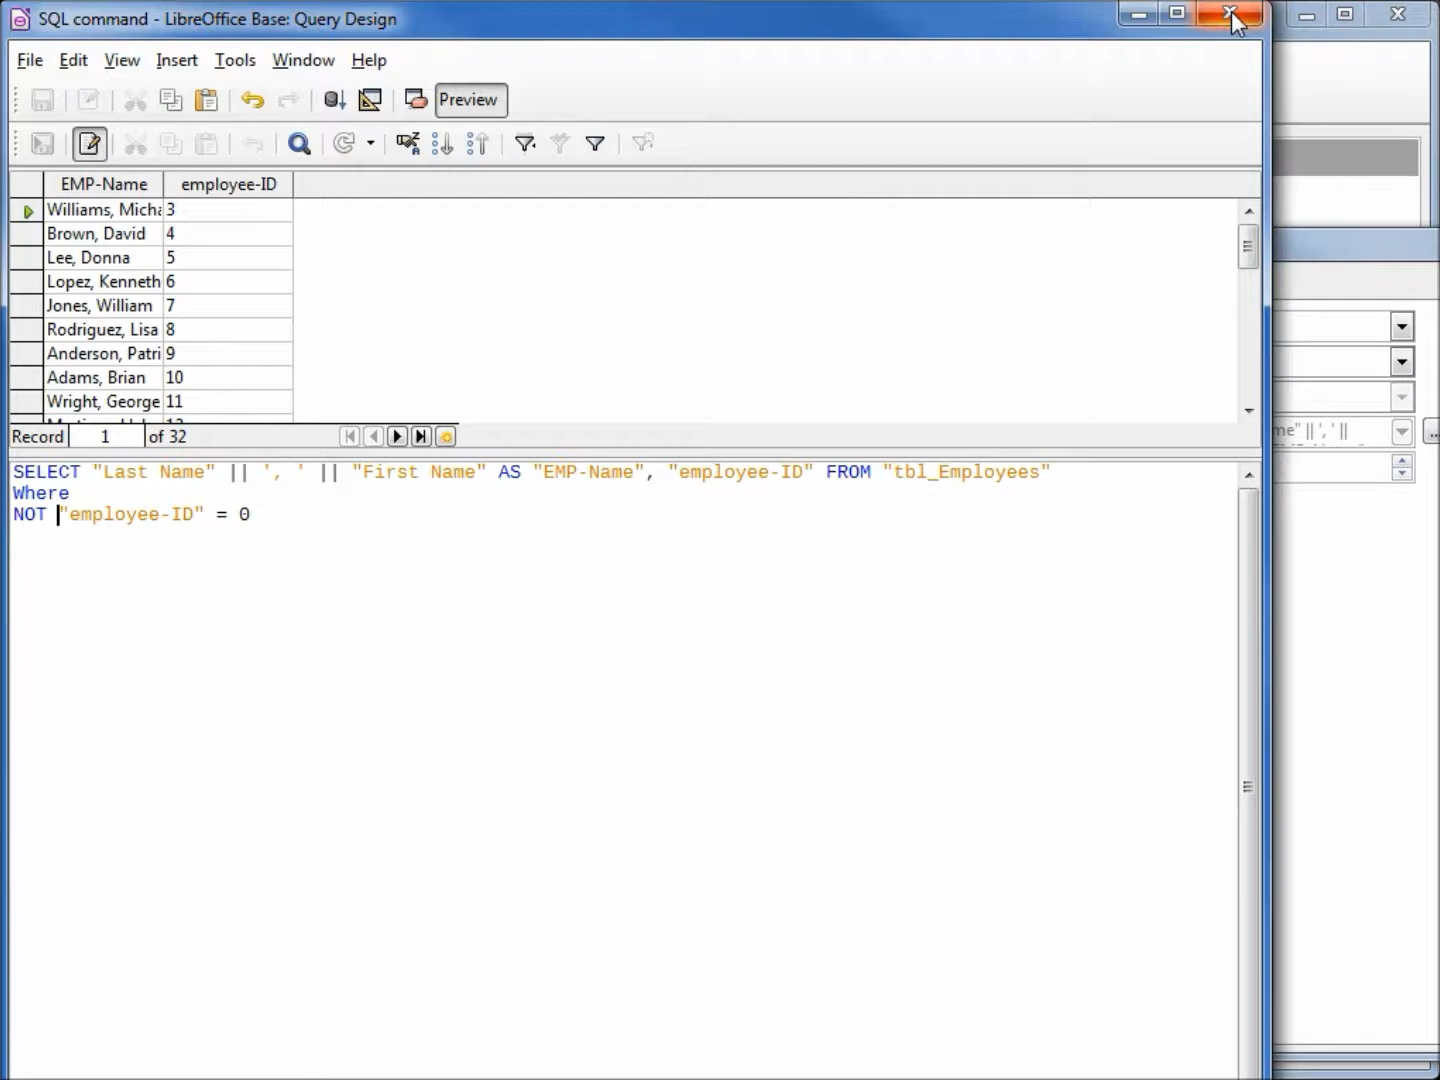 SQL command - LibreOffice Base: Query Design
File Edit View Insert Tools Window Help
Preview
EMP-Name employee-ID
Williams, Micha 3
Brown, David 4
Lee, Donna 5
Lopez, Kenneth 6
Jones, William 7
Rodriguez, Lisa 8
Anderson, Patri 9
Adams, Brian 10
Wright, George 11
Record 1 of 32
me" || ', ' ||
SELECT "Last Name" || ', ' || "First Name" AS "EMP-Name", "employee-ID" FROM "tbl_Employees"
Where
NOT "employee-ID" = 0